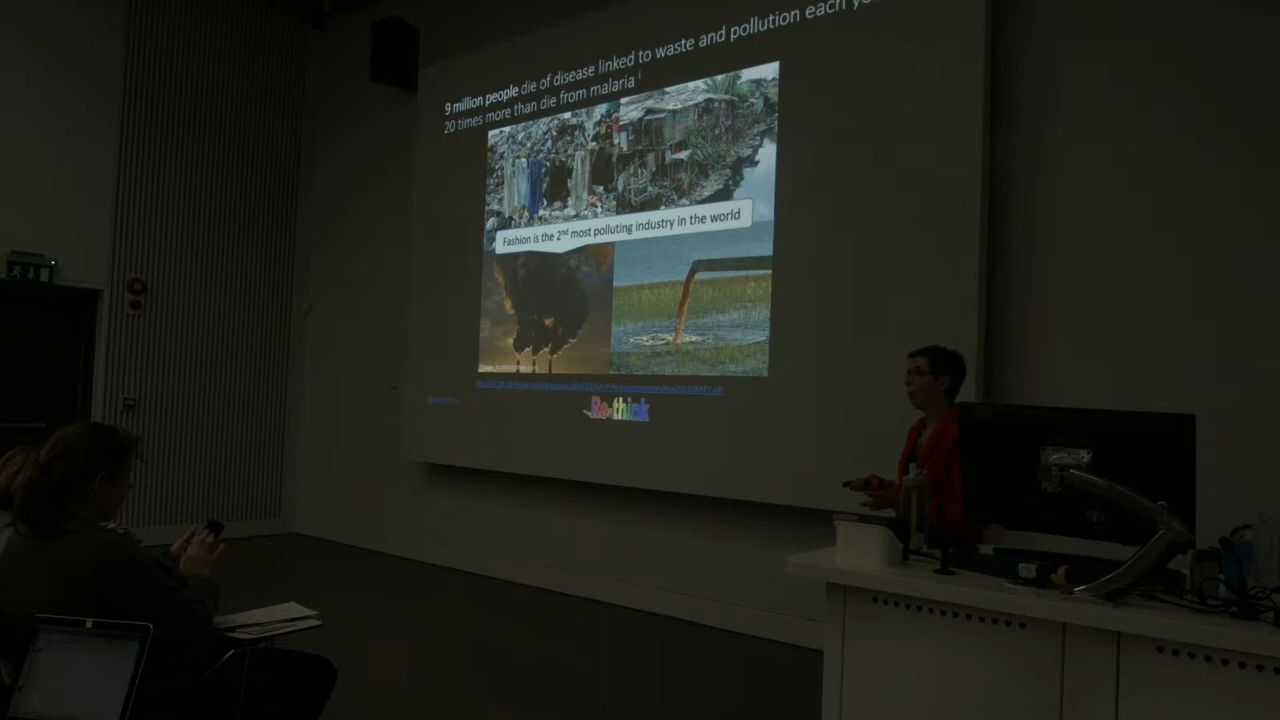 9 million people die of disease linked to waste and pollution each
20 times more than die from malaria
Fashion is the 2nd most polluting industry in the world
Re-think